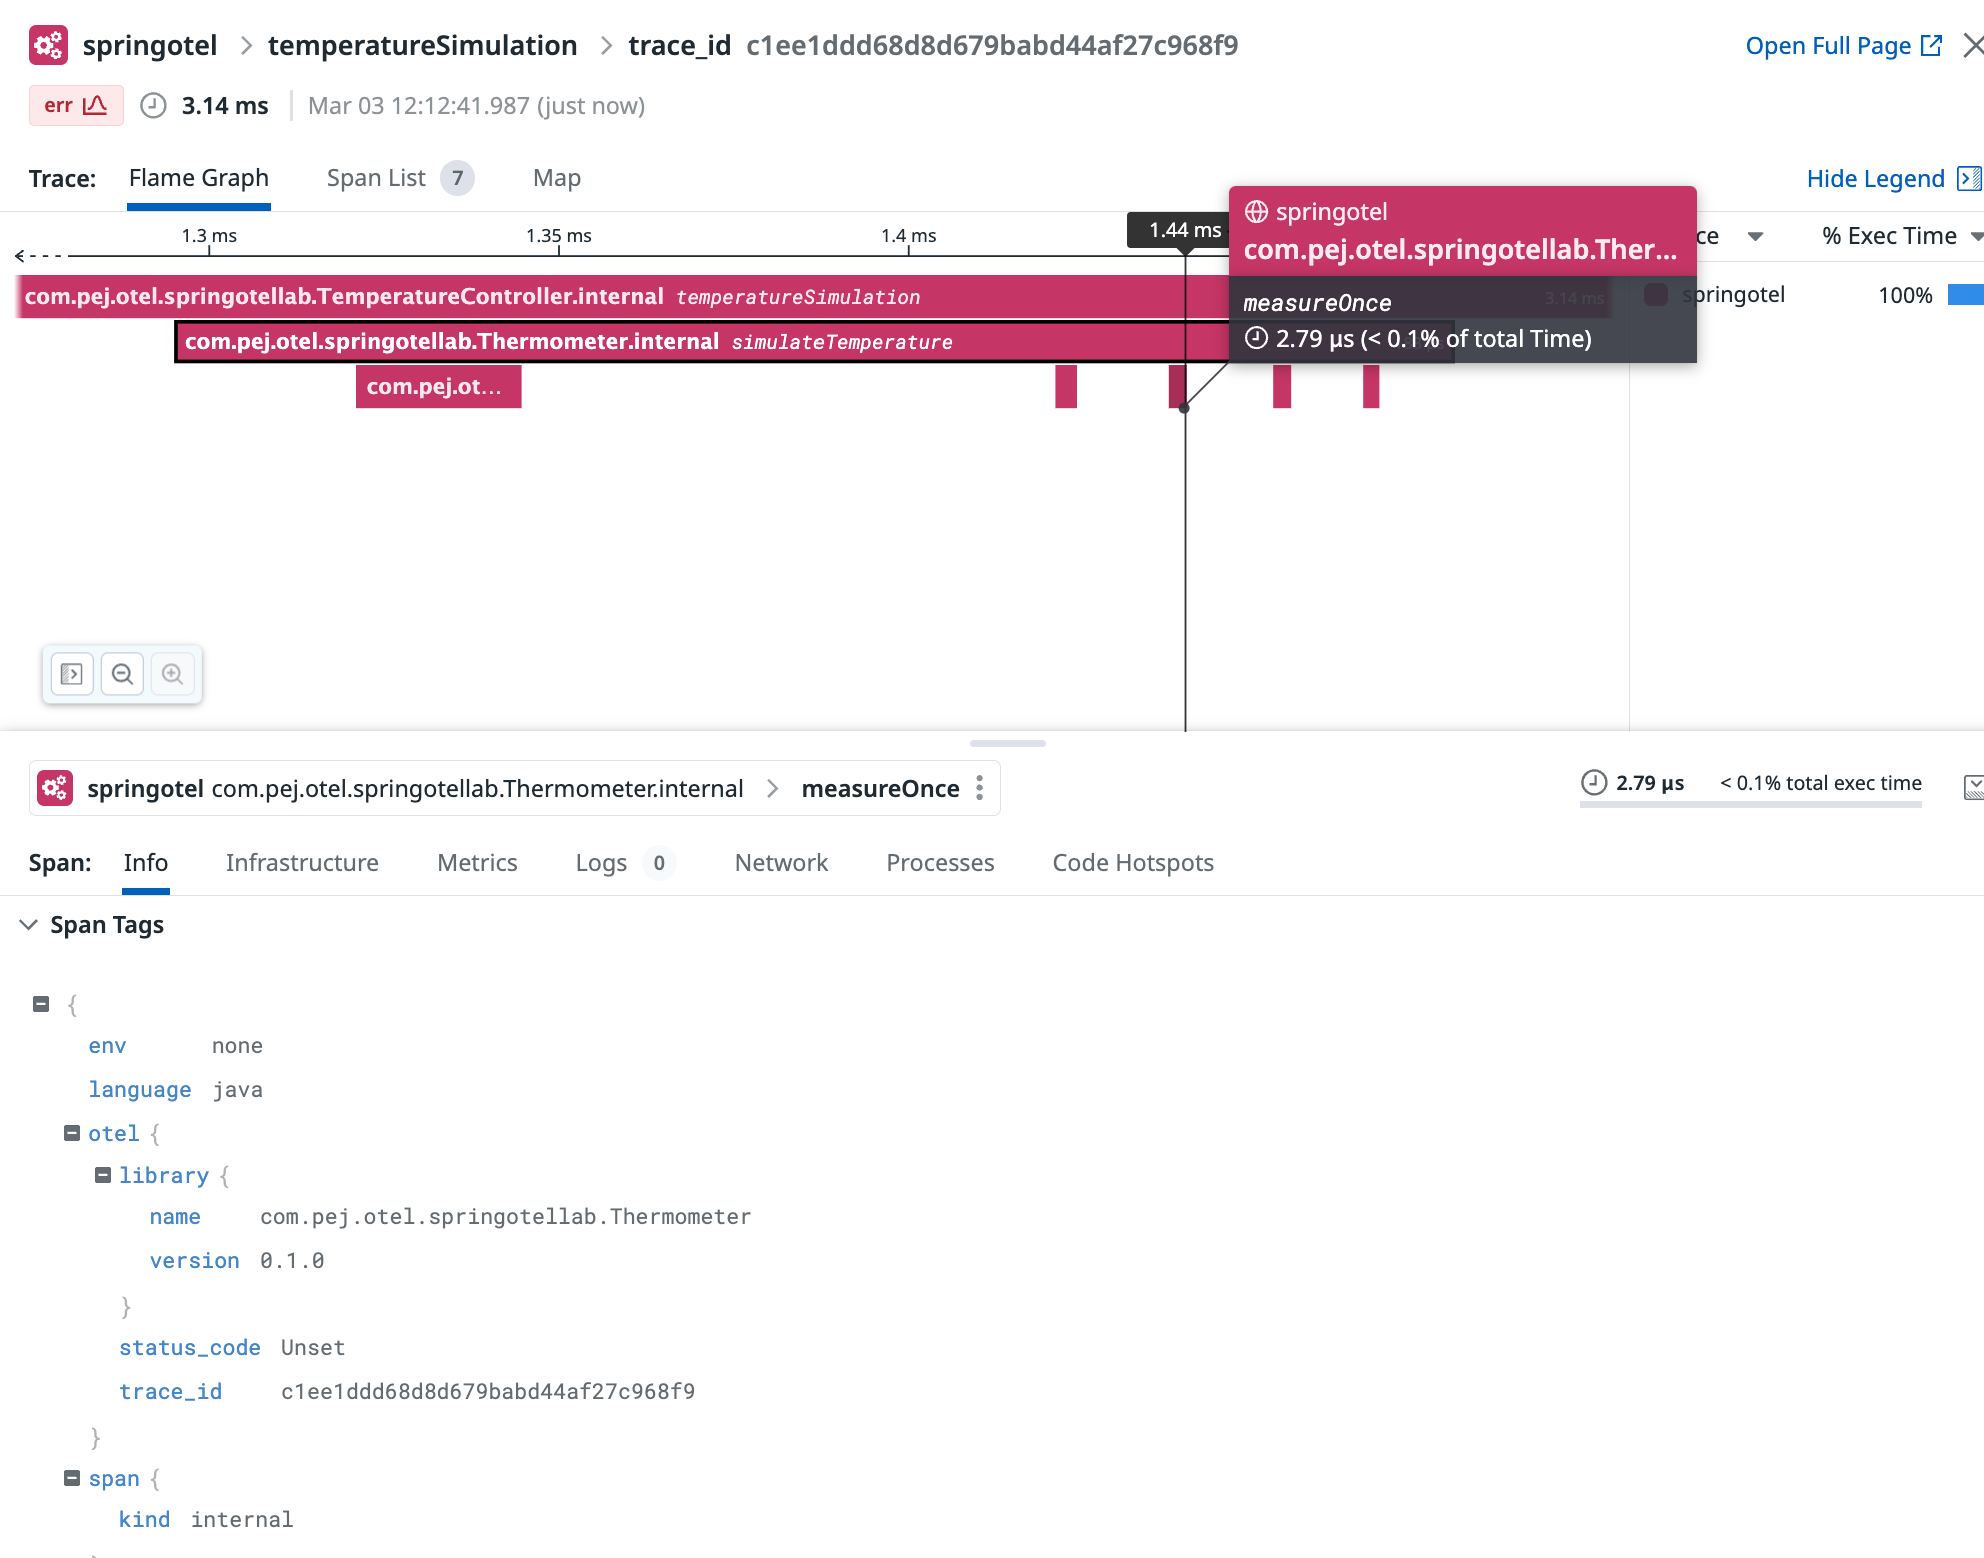 springotel > temperatureSimulation > trace_id c1ee1ddd68d8d679babd44af27c968f9
Open Full Page
err 3.14 ms Mar 03 12:12:41.987 (just now)
Trace: Flame Graph Span List 7 Map
Hide Legend
1.3 ms 1.35 ms 1.4 ms 1.44 ms
springotel
com.pej.otel.springotellab.Ther...
measureOnce
2.79 µs (< 0.1% of total Time)
ce % Exec Time
com.pej.otel.springotellab.TemperatureController.internal temperatureSimulation 3.14 ms
springotel 100%
com.pej.otel.springotellab.Thermometer.internal simulateTemperature
com.pej.ot...
springotel com.pej.otel.springotellab.Thermometer.internal > measureOnce
2.79 µs < 0.1% total exec time
Span: Info Infrastructure Metrics Logs 0 Network Processes Code Hotspots
Span Tags
{
env none
language java
otel {
library {
name com.pej.otel.springotellab.Thermometer
version 0.1.0
}
status_code Unset
trace_id c1ee1ddd68d8d679babd44af27c968f9
}
span {
kind internal